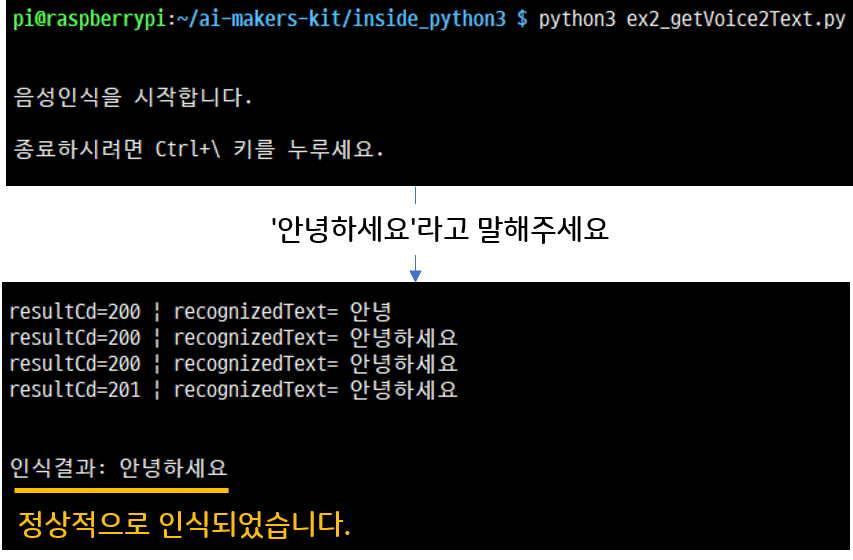 pi@raspberrypi:~/ai-makers-kit/inside_python3 $ python3 ex2_getVoice2Text.py
음성인식을 시작합니다.
종료하시려면 Ctrl+\ 키를 누루세요.
'안녕하세요'라고 말해주세요
resultCd=200 ¦ recognizedText= 안녕
resultCd=200 ¦ recognizedText= 안녕하세요
resultCd=200 ¦ recognizedText= 안녕하세요
resultCd=201 ¦ recognizedText= 안녕하세요
인식결과: 안녕하세요
정상적으로 인식되었습니다.